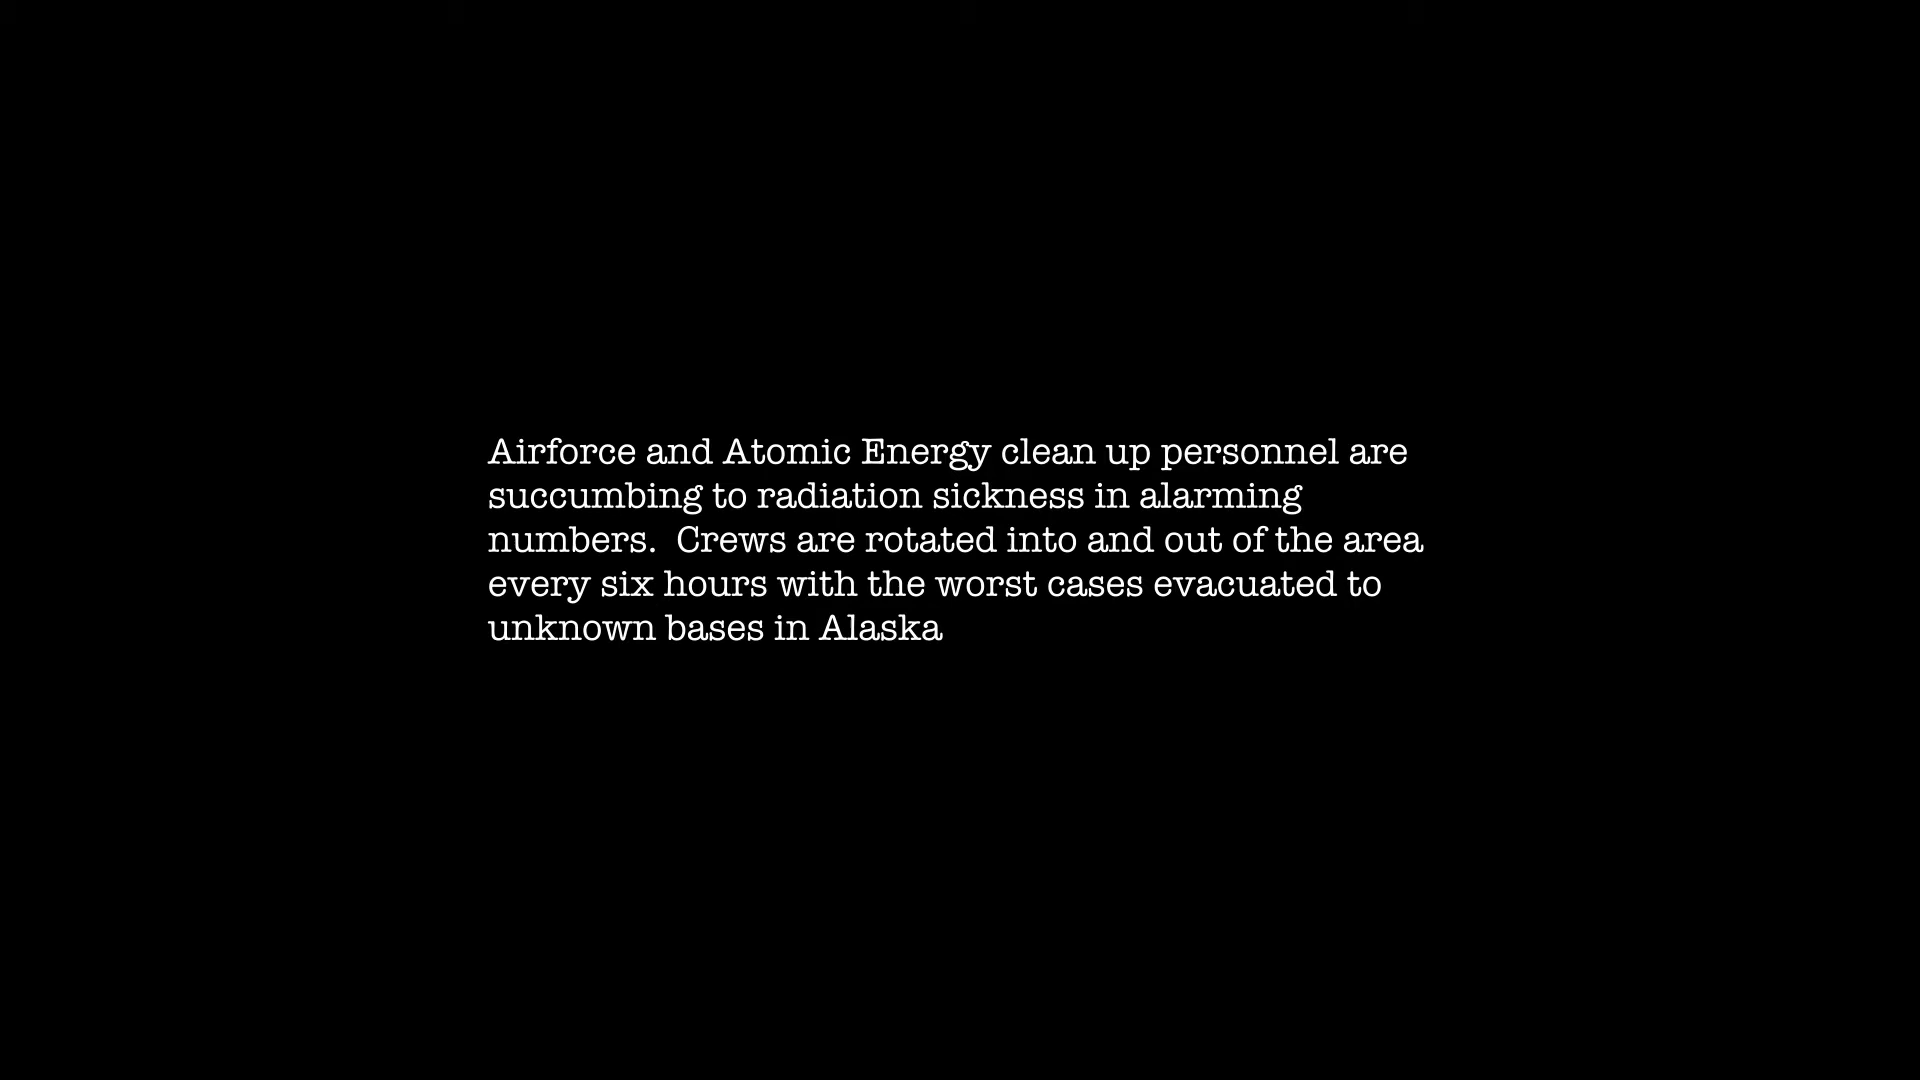 Airforce and Atomic Energy clean up personnel are
succumbing to radiation sickness in alarming
numbers.  Crews are rotated into and out of the area
every six hours with the worst cases evacuated to
unknown bases in Alaska